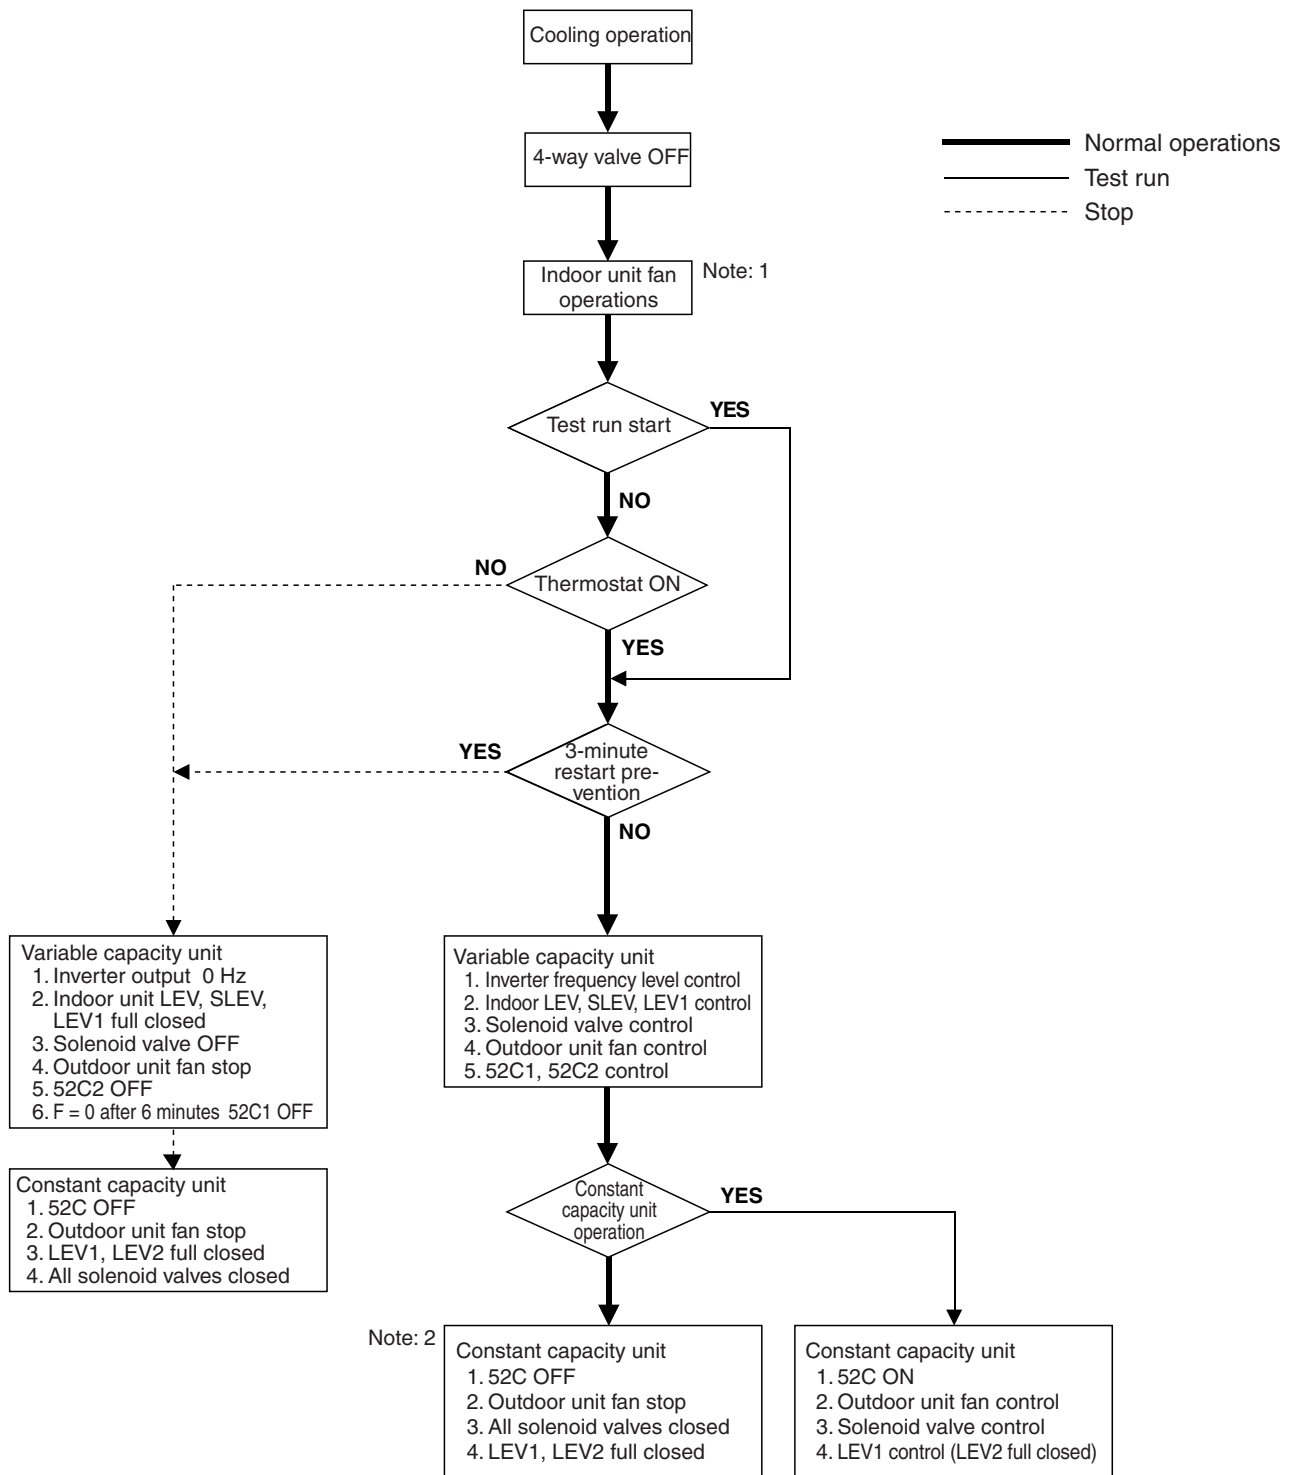 Cooling operation
4-way valve OFF
Normal operations
Test run
Stop
Indoor unit fan
operations
Note: 1
Test run start
YES
NO
Thermostat ON
NO
YES
3-minute
restart pre-
vention
YES
NO
Variable capacity unit
1. Inverter output 0 Hz
2. Indoor unit LEV, SLEV,
LEV1 full closed
3. Solenoid valve OFF
4. Outdoor unit fan stop
5. 52C2 OFF
6. F = 0 after 6 minutes 52C1 OFF
Variable capacity unit
1. Inverter frequency level control
2. Indoor LEV, SLEV, LEV1 control
3. Solenoid valve control
4. Outdoor unit fan control
5. 52C1, 52C2 control
Constant capacity unit
1. 52C OFF
2. Outdoor unit fan stop
3. LEV1, LEV2 full closed
4. All solenoid valves closed
Constant
capacity unit
operation
YES
Note: 2
Constant capacity unit
1. 52C OFF
2. Outdoor unit fan stop
3. All solenoid valves closed
4. LEV1, LEV2 full closed
Constant capacity unit
1. 52C ON
2. Outdoor unit fan control
3. Solenoid valve control
4. LEV1 control (LEV2 full closed)